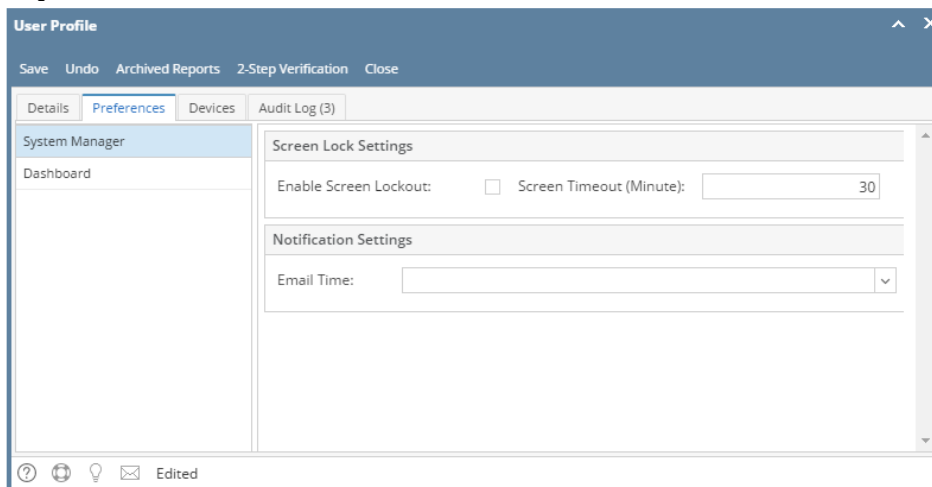 User Profile
Save Undo Archived Reports 2-Step Verification Close
Details Preferences Devices Audit Log (3)
System Manager
Dashboard
Screen Lock Settings
Enable Screen Lockout: Screen Timeout (Minute): 30
Notification Settings
Email Time:
Edited